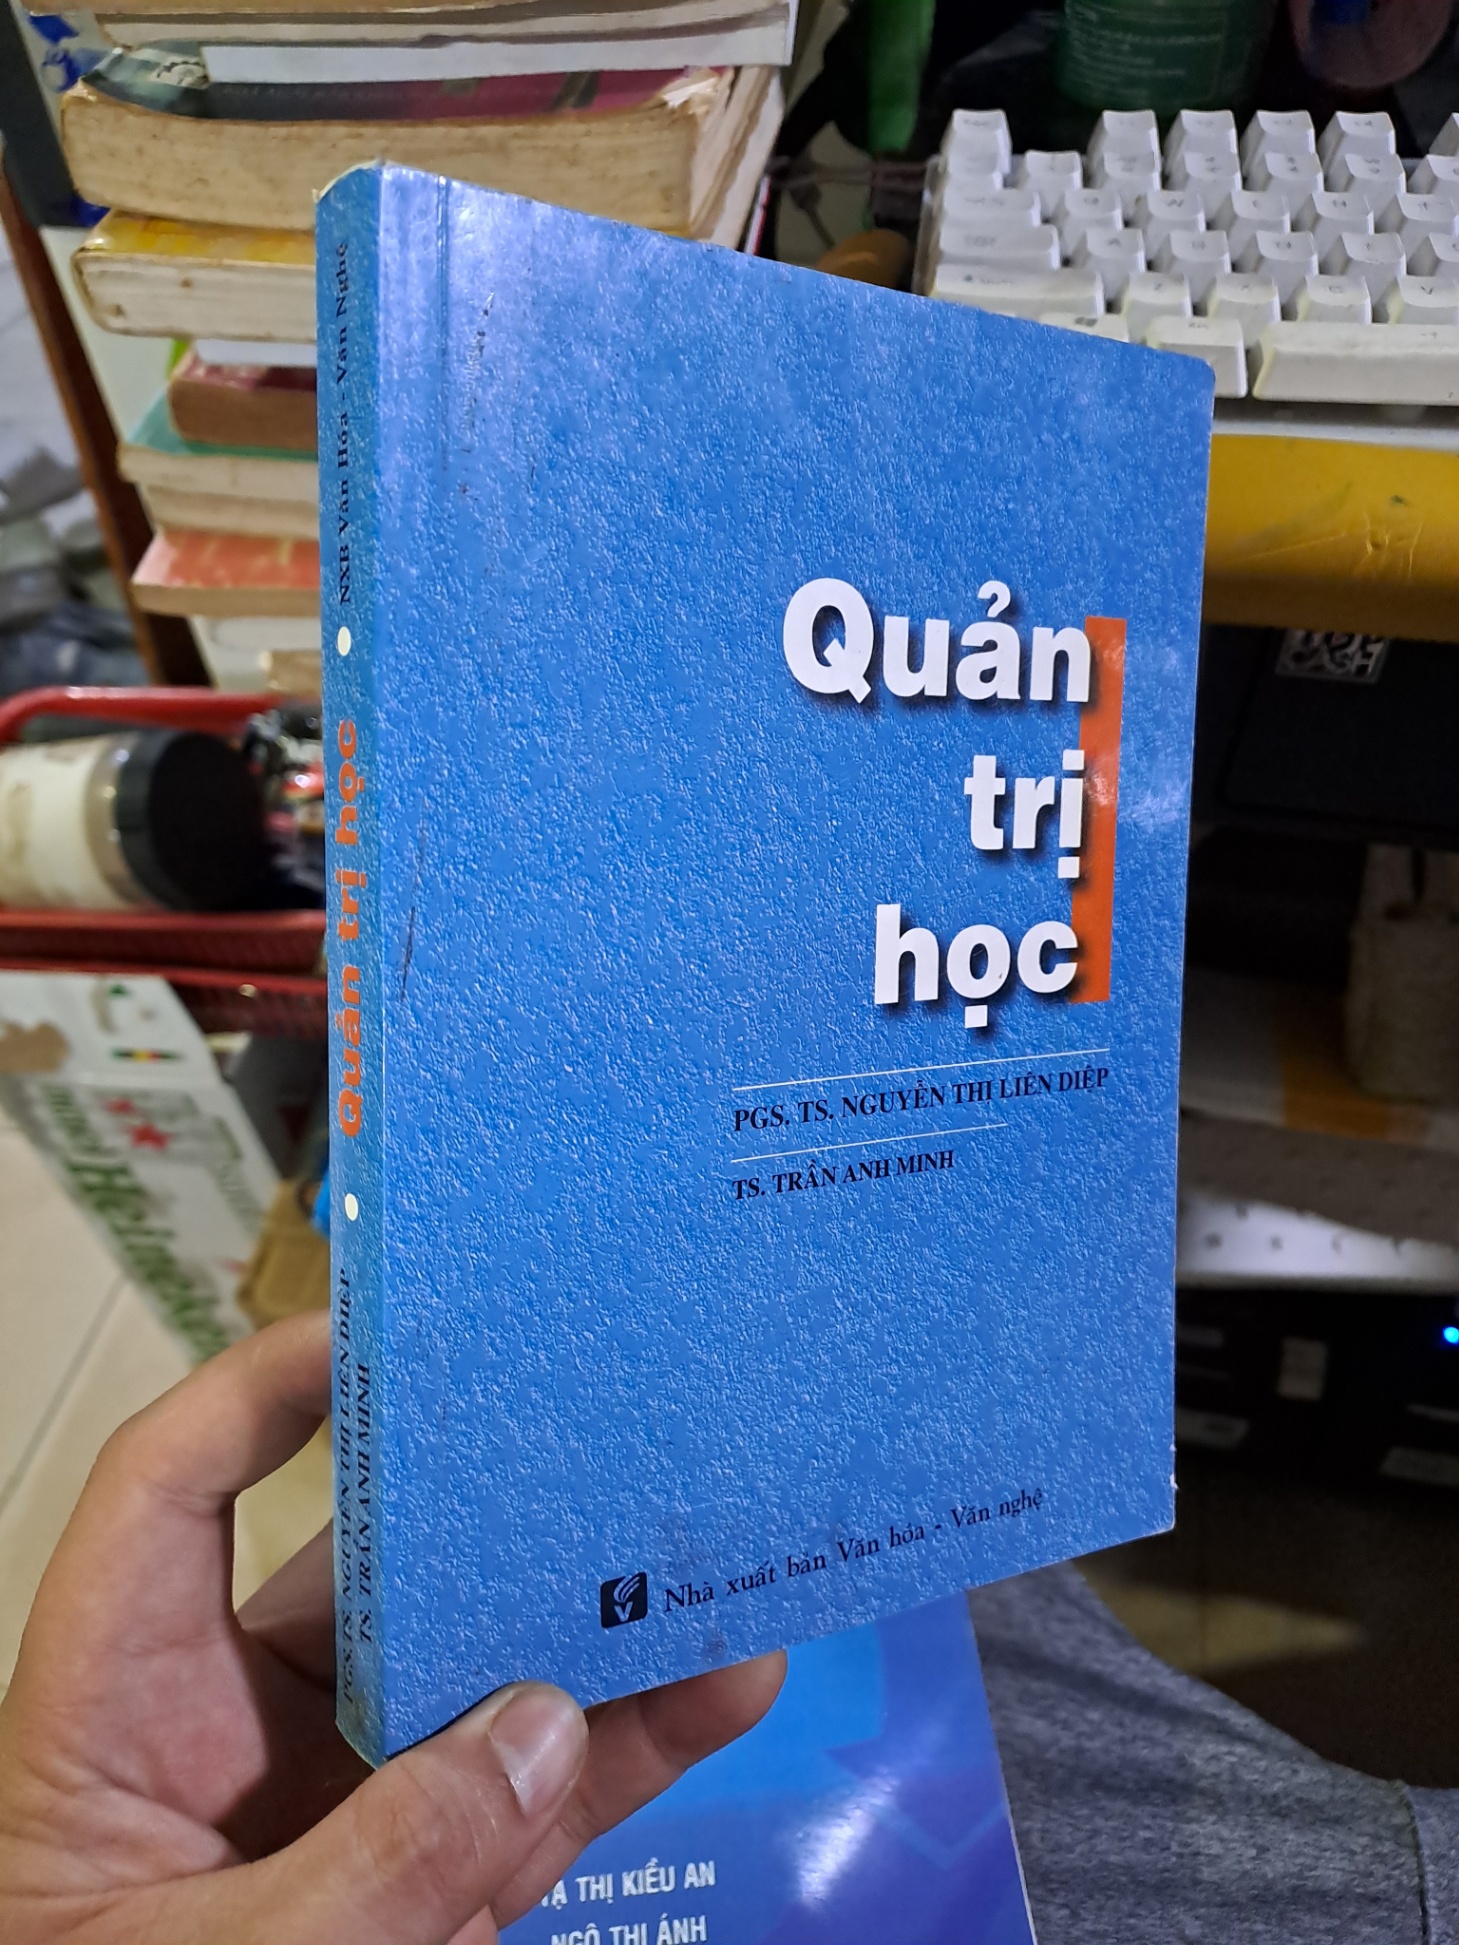 Quản
trị
học
PGS. TS. NGUYỄN THỊ LIÊN DIỆP
TS. TRẦN ANH MINH
Nhà xuất bản Văn hóa - Văn nghệ
PGS. TS. NGUYỄN THỊ LIÊN DIỆP
TS. TRẦN ANH MINH
Quản trị học
NXB Văn Hóa - Văn Nghệ
TẠ THỊ KIỀU AN
NGÔ THỊ ÁNH
Heineken